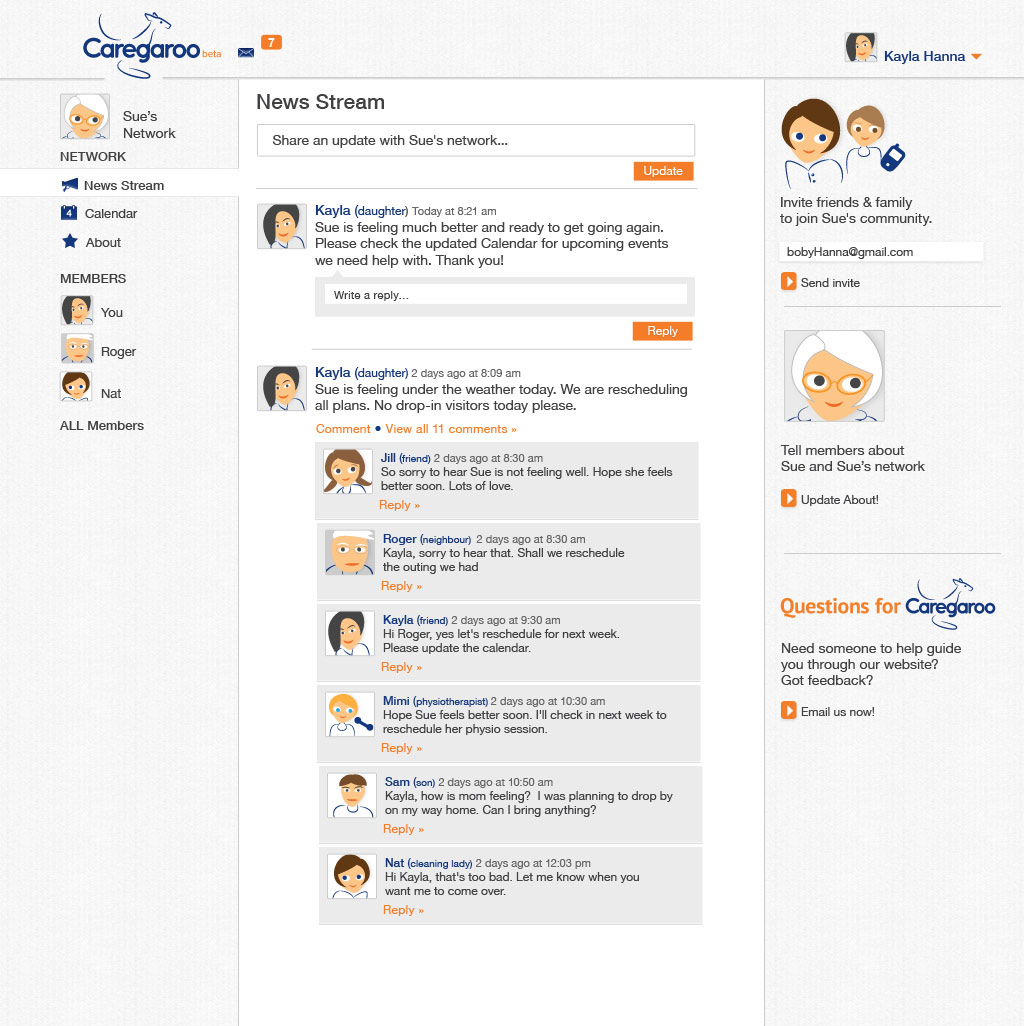 Caregaroo beta
7
Kayla Hanna
Sue's
Network
NETWORK
News Stream
4 Calendar
About
MEMBERS
You
Roger
Nat
ALL Members
News Stream
Share an update with Sue's network...
Update
Kayla (daughter) Today at 8:21 am
Sue is feeling much better and ready to get going again.
Please check the updated Calendar for upcoming events
we need help with. Thank you!
Write a reply...
Reply
Kayla (daughter) 2 days ago at 8:09 am
Sue is feeling under the weather today. We are rescheduling
all plans. No drop-in visitors today please.
Comment • View all 11 comments »
Jill (friend) 2 days ago at 8:30 am
So sorry to hear Sue is not feeling well. Hope she feels
better soon. Lots of love.
Reply »
Roger (neighbour) 2 days ago at 8:30 am
Kayla, sorry to hear that. Shall we reschedule
the outing we had
Reply »
Kayla (friend) 2 days ago at 9:30 am
Hi Roger, yes let's reschedule for next week.
Please update the calendar.
Reply »
Mimi (physiotherapist) 2 days ago at 10:30 am
Hope Sue feels better soon. I'll check in next week to
reschedule her physio session.
Reply »
Sam (son) 2 days ago at 10:50 am
Kayla, how is mom feeling? I was planning to drop by
on my way home. Can I bring anything?
Reply »
Nat (cleaning lady) 2 days ago at 12:03 pm
Hi Kayla, that's too bad. Let me know when you
want me to come over.
Reply »
Invite friends & family
to join Sue's community.
bobyHanna@gmail.com
Send invite
Tell members about
Sue and Sue's network
Update About!
Questions for Caregaroo
Need someone to help guide
you through our website?
Got feedback?
Email us now!